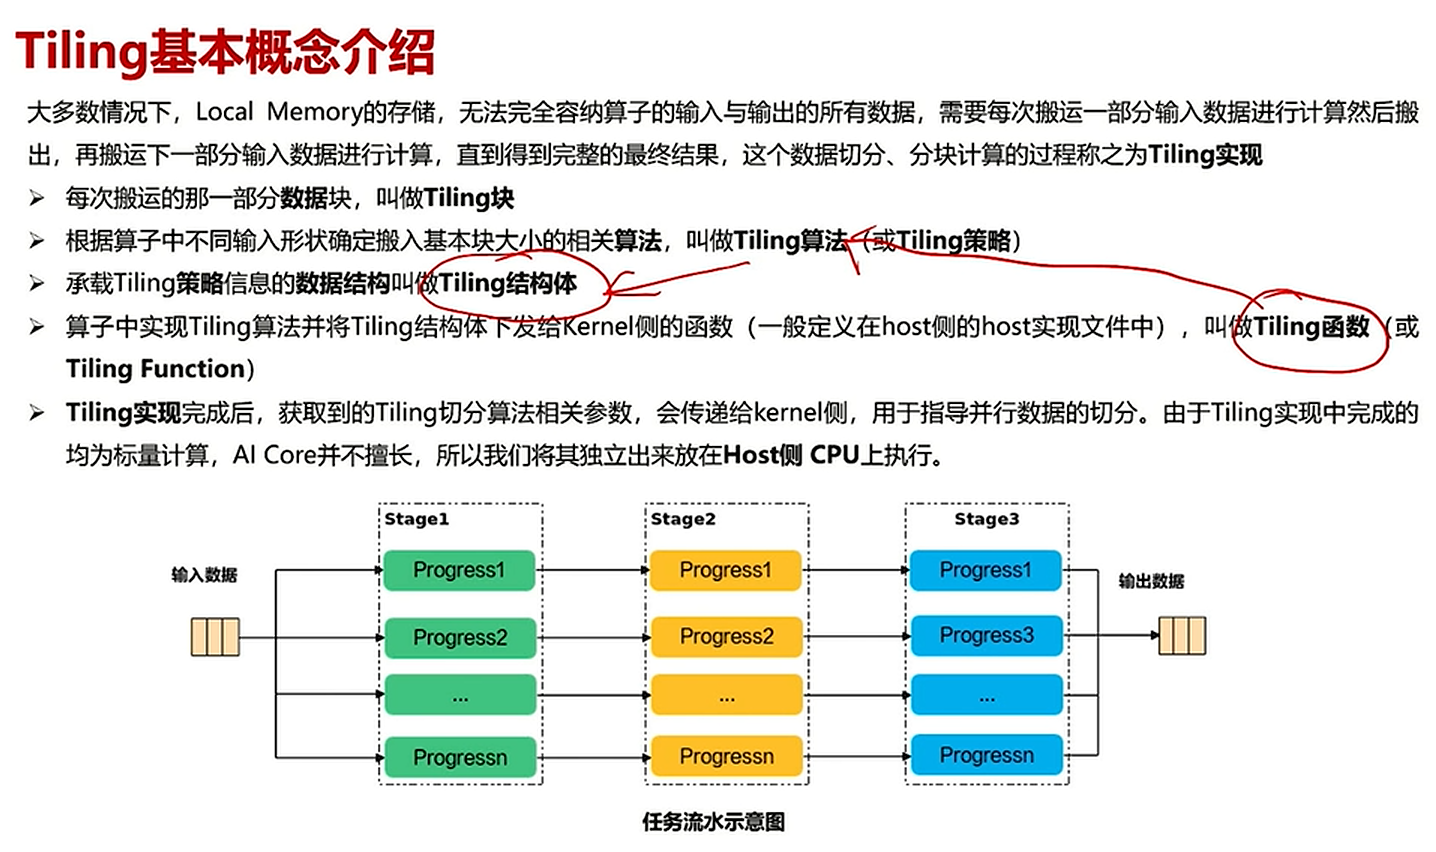 Tiling基本概念介绍
大多数情况下，Local Memory的存储，无法完全容纳算子的输入与输出的所有数据，需要每次搬运一部分输入数据进行计算然后搬
出，再搬运下一部分输入数据进行计算，直到得到完整的最终结果，这个数据切分、分块计算的过程称之为Tiling实现
➢ 每次搬运的那一部分数据块，叫做Tiling块
➢ 根据算子中不同输入形状确定搬入基本块大小的相关算法，叫做Tiling算法（或Tiling策略）
➢ 承载Tiling策略信息的数据结构叫做Tiling结构体
➢ 算子中实现Tiling算法并将Tiling结构体下发给Kernel侧的函数（一般定义在host侧的host实现文件中），叫做Tiling函数（或
Tiling Function）
➢ Tiling实现完成后，获取到的Tiling切分算法相关参数，会传递给kernel侧，用于指导并行数据的切分。由于Tiling实现中完成的
均为标量计算，AI Core并不擅长，所以我们将其独立出来放在Host侧 CPU上执行。
Stage1 Stage2 Stage3
输入数据 Progress1 Progress1 Progress1 输出数据
Progress2 Progress2 Progress3
... ... ...
Progressn Progressn Progressn
任务流水示意图